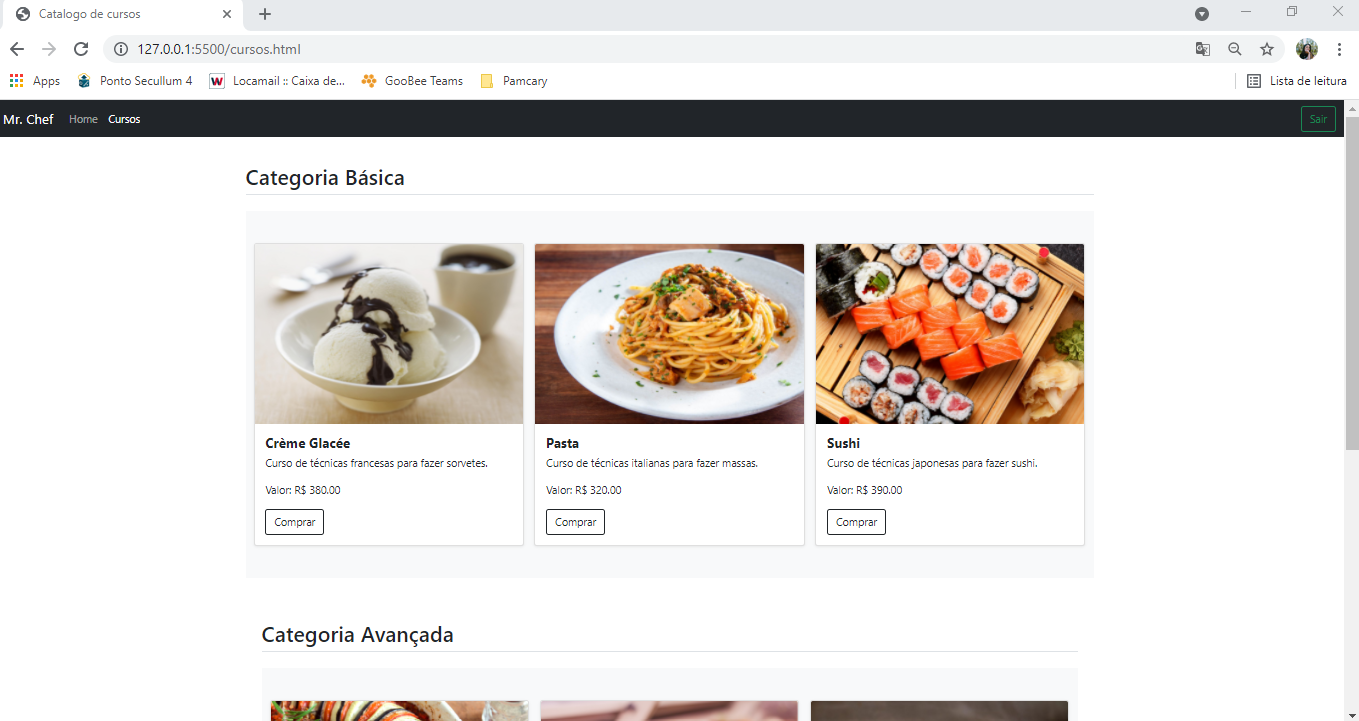 Catalogo de cursos
127.0.0.1:5500/cursos.html
Apps Ponto Secullum 4 Locamail :: Caixa de... GooBee Teams Pamcary Lista de leitura
Mr. Chef Home Cursos Sair
Categoria Básica
Crème Glacée
Curso de técnicas francesas para fazer sorvetes.
Valor: R$ 380.00
Comprar
Pasta
Curso de técnicas italianas para fazer massas.
Valor: R$ 320.00
Comprar
Sushi
Curso de técnicas japonesas para fazer sushi.
Valor: R$ 390.00
Comprar
Categoria Avançada